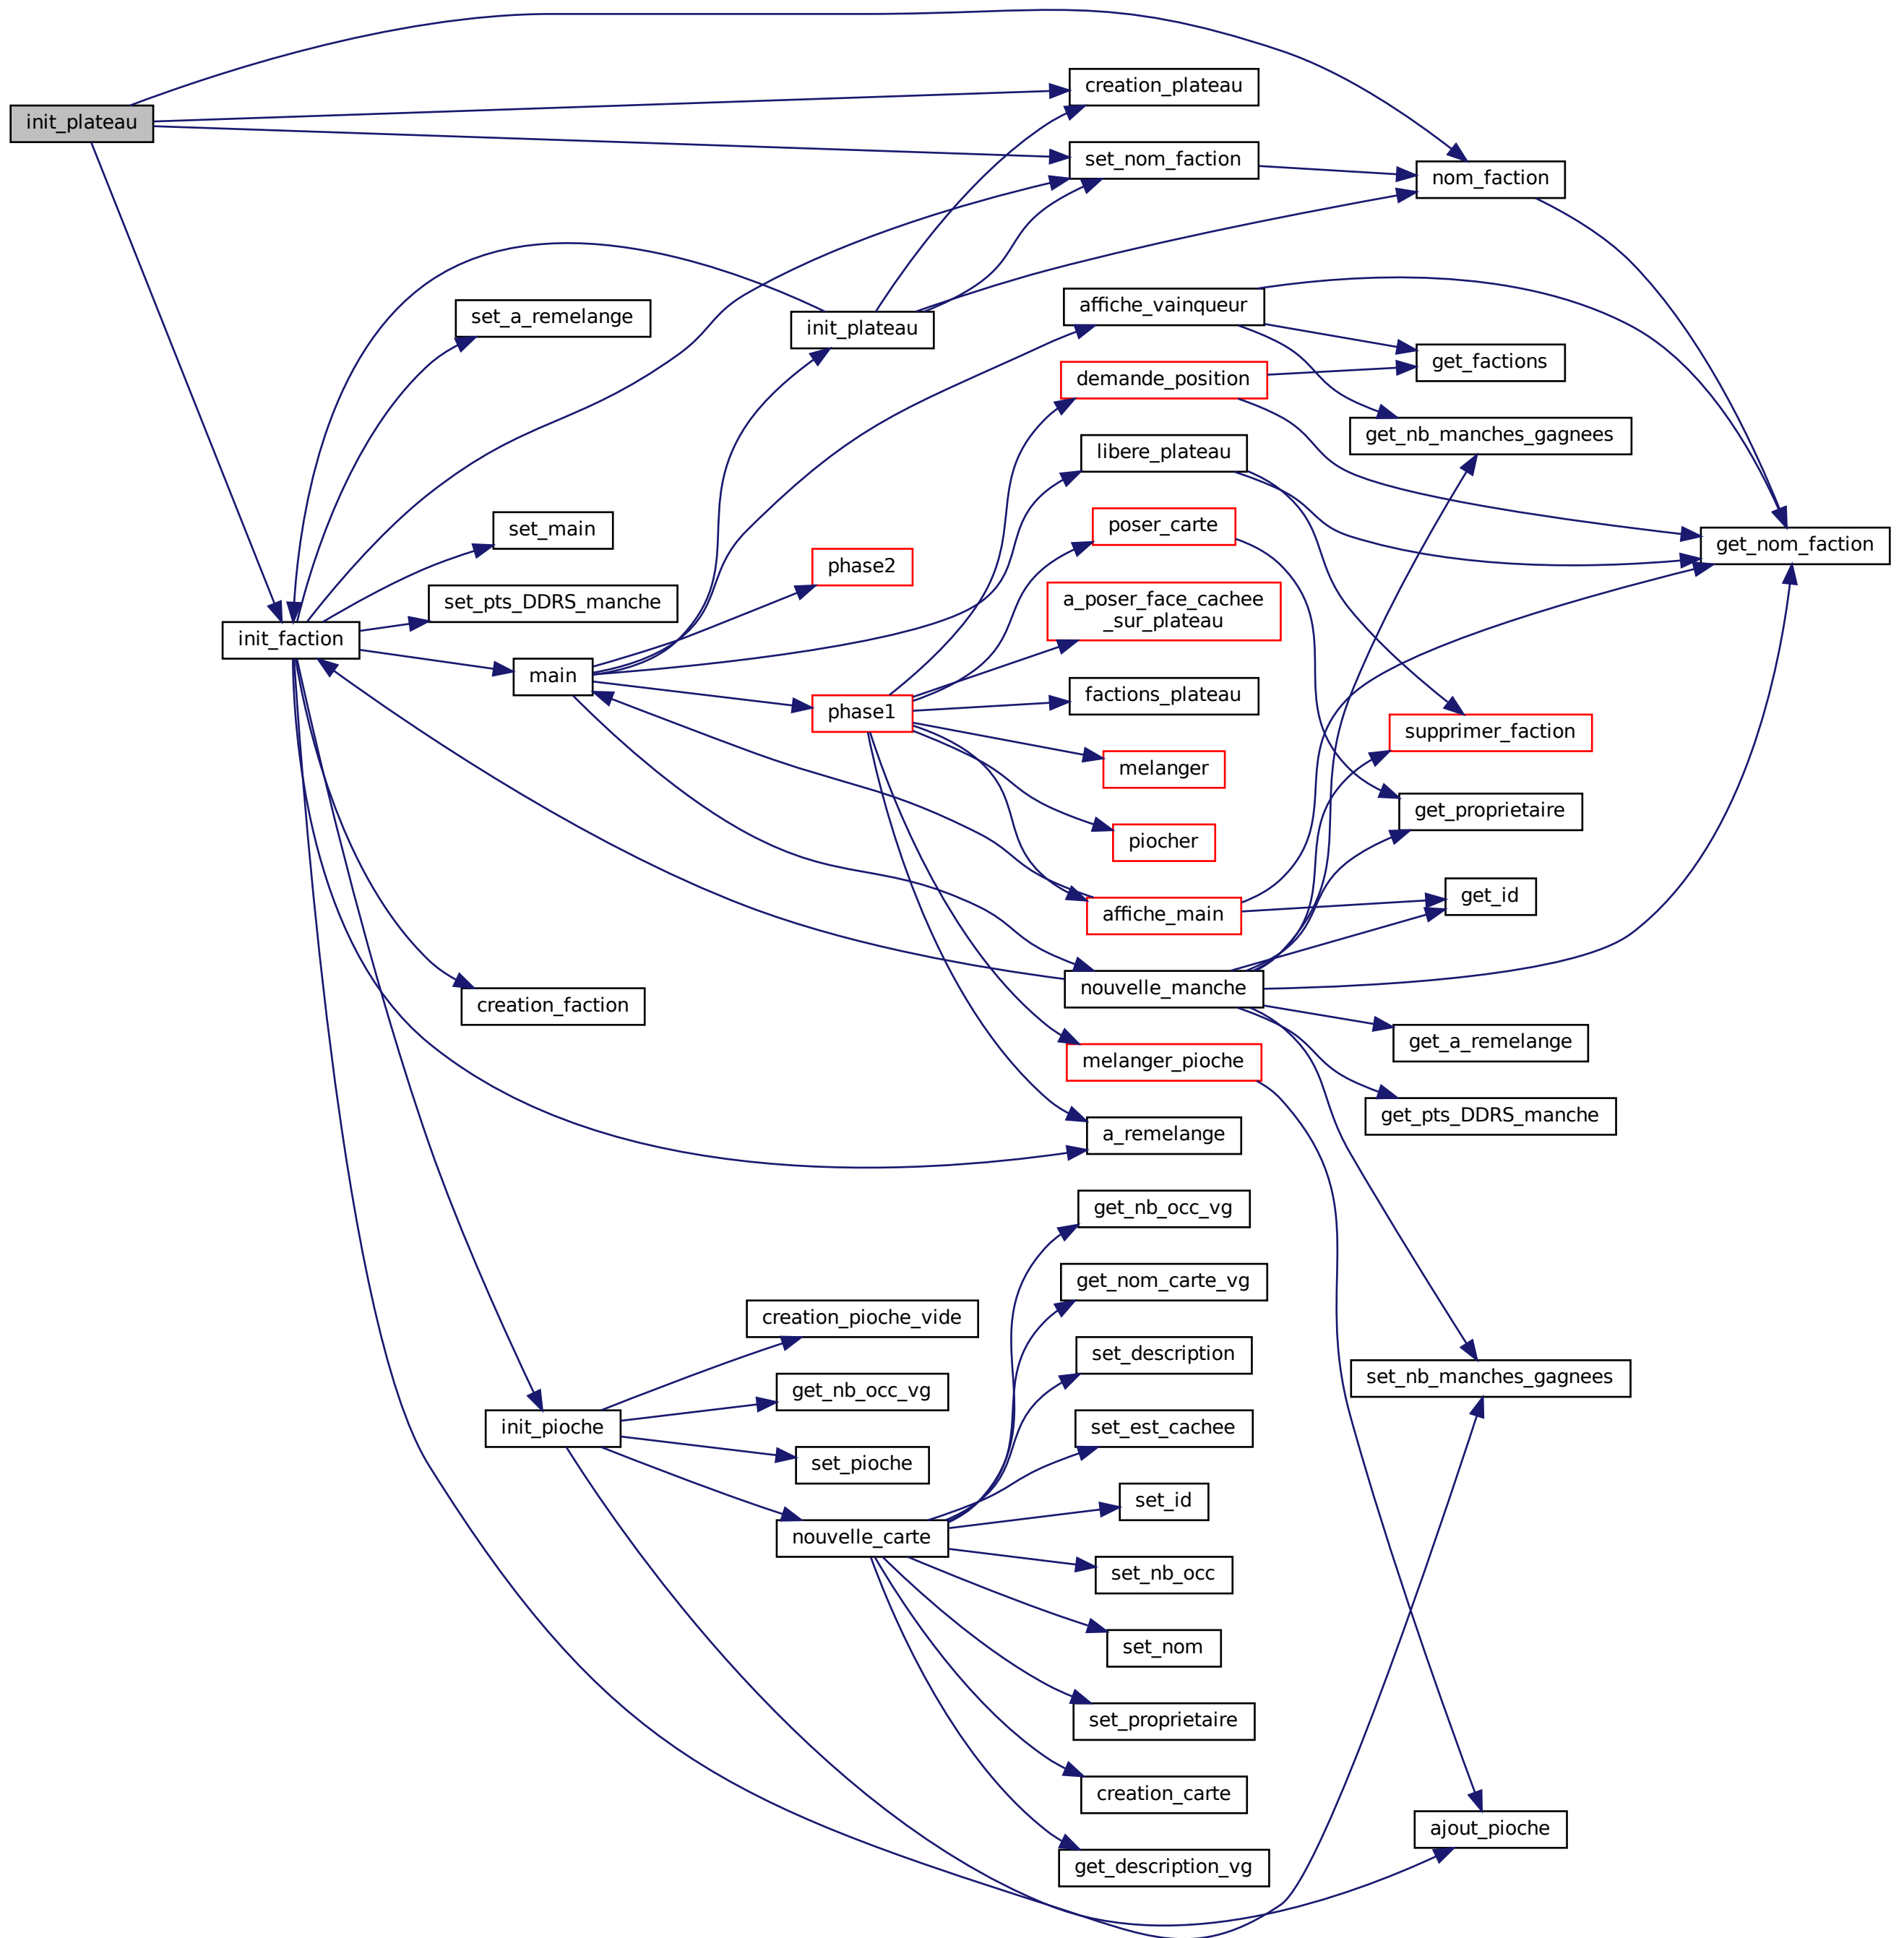 init_plateau
creation_plateau
set_nom_faction
nom_faction
set_a_remelange
init_plateau
affiche_vainqueur
get_factions
demande_position
get_nb_manches_gagnees
libere_plateau
set_main
poser_carte
get_nom_faction
phase2
set_pts_DDRS_manche
a_poser_face_cachee
_sur_plateau
init_faction
main
factions_plateau
phase1
supprimer_faction
melanger
get_proprietaire
piocher
get_id
affiche_main
nouvelle_manche
creation_faction
get_a_remelange
melanger_pioche
get_pts_DDRS_manche
a_remelange
get_nb_occ_vg
get_nom_carte_vg
creation_pioche_vide
set_description
set_nb_manches_gagnees
get_nb_occ_vg
init_pioche
set_est_cachee
set_pioche
set_id
nouvelle_carte
set_nb_occ
set_nom
set_proprietaire
creation_carte
ajout_pioche
get_description_vg